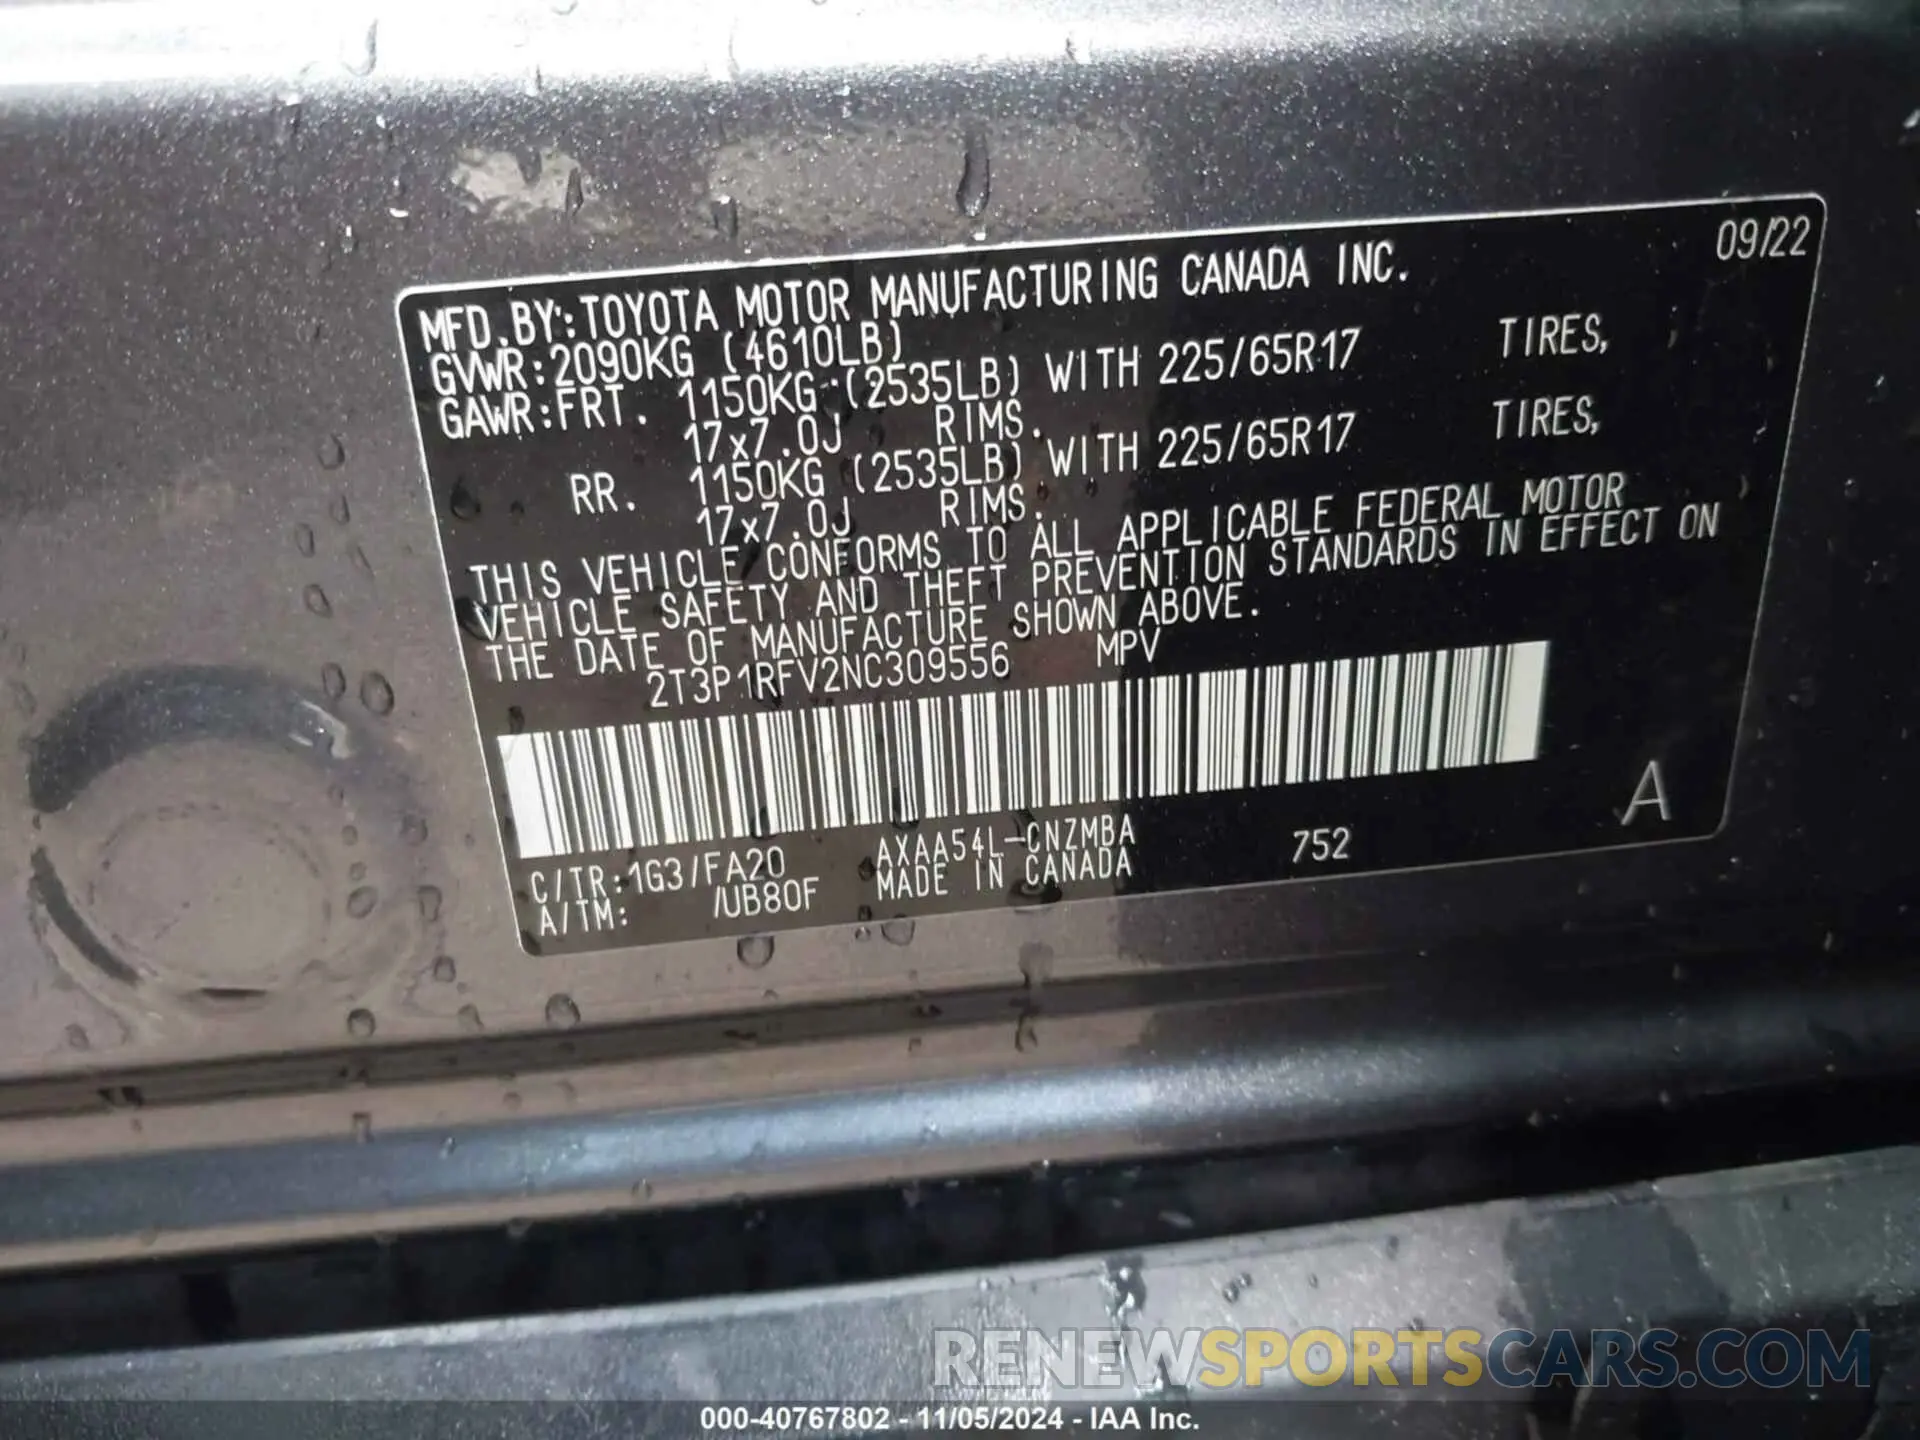 09/22
MFD.BY:TOYOTA MOTOR MANUFACTURING CANADA INC.
GVWR:2090KG (4610LB)
GAWR:FRT. 1150KG (2535LB) WITH 225/65R17 TIRES,
17x7.0J RIMS.
RR. 1150KG (2535LB) WITH 225/65R17 TIRES,
17x7.0J RIMS.
THIS VEHICLE CONFORMS TO ALL APPLICABLE FEDERAL MOTOR
VEHICLE SAFETY AND THEFT PREVENTION STANDARDS IN EFFECT ON
THE DATE OF MANUFACTURE SHOWN ABOVE.
2T3P1RFV2NC309556 MPV
C/TR:1G3/FA20 AXAA54L-CNZMBA 752 A
A/TM: /UB80F MADE IN CANADA
RENEWSPORTSCARS.COM
000-40767802 - 11/05/2024 - IAA Inc.